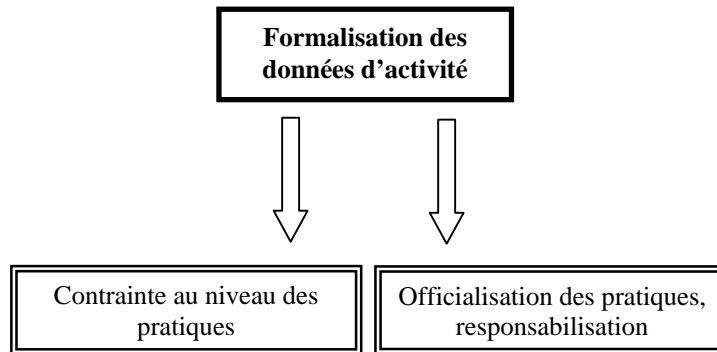 Formalisation des
données d’activité
Contrainte au niveau des
pratiques
Officialisation des pratiques,
responsabilisation